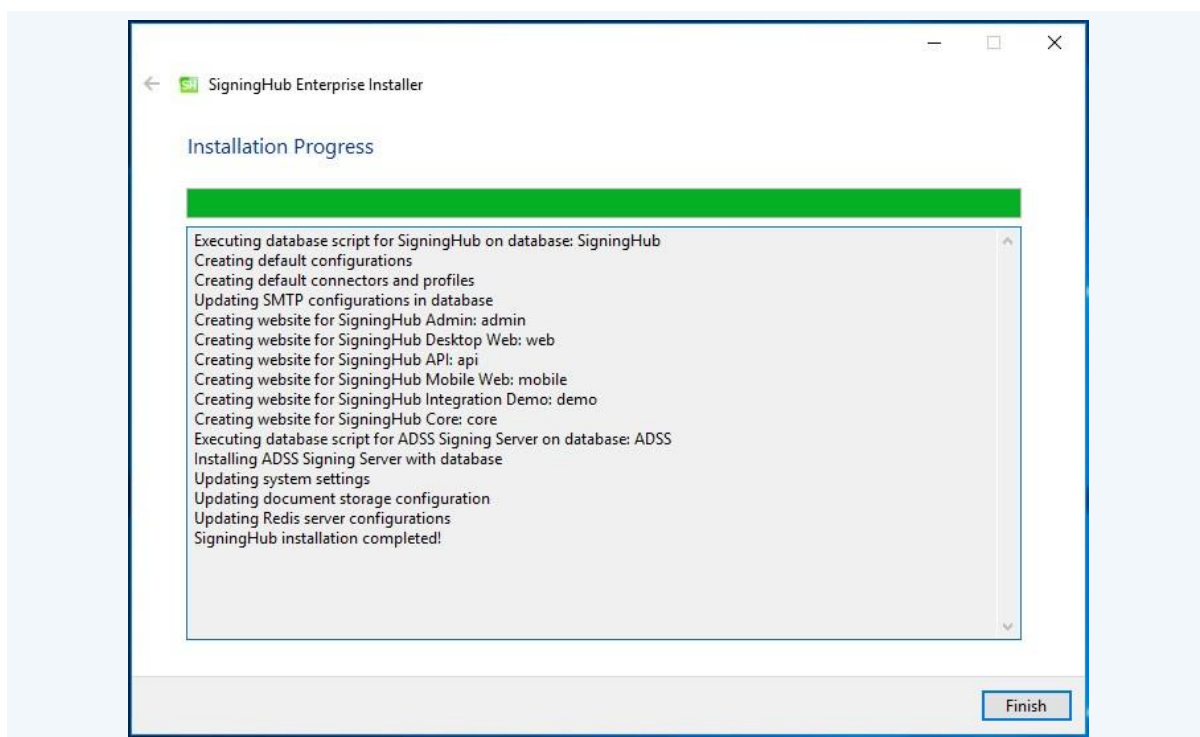 SigningHub Enterprise Installer
Installation Progress
Executing database script for SigningHub on database: SigningHub
Creating default configurations
Creating default connectors and profiles
Updating SMTP configurations in database
Creating website for SigningHub Admin: admin
Creating website for SigningHub Desktop Web: web
Creating website for SigningHub API: api
Creating website for SigningHub Mobile Web: mobile
Creating website for SigningHub Integration Demo: demo
Creating website for SigningHub Core: core
Executing database script for ADSS Signing Server on database: ADSS
Installing ADSS Signing Server with database
Updating system settings
Updating document storage configuration
Updating Redis server configurations
SigningHub installation completed!
Finish